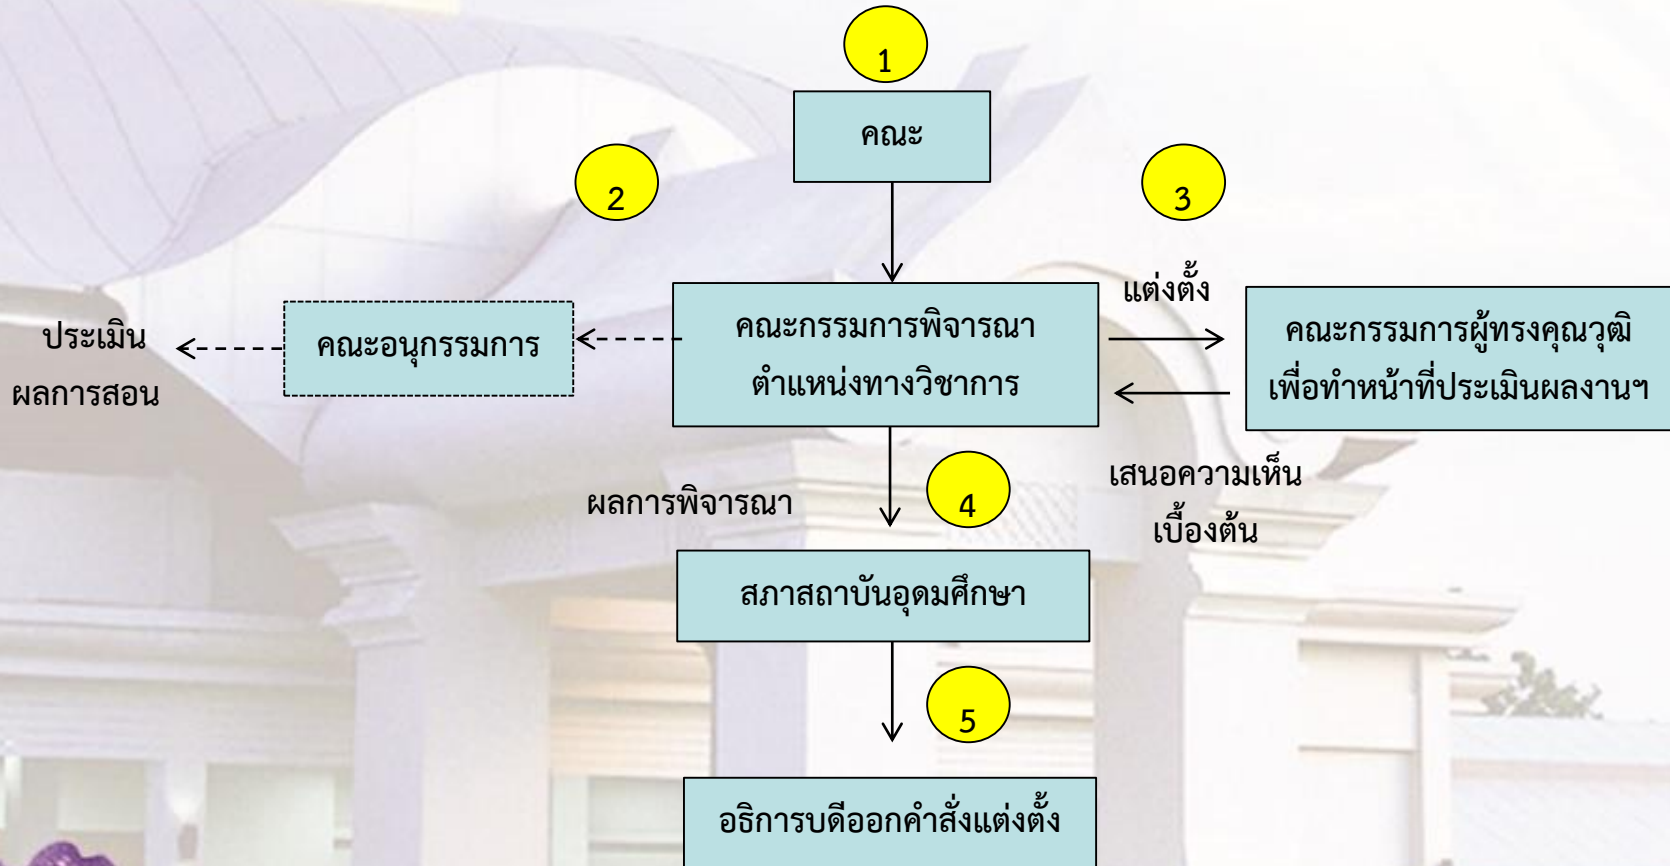 1
คณะ
2
3
แต่งตั้ง
ประเมิน
ผลการสอน
คณะอนุกรรมการ
คณะกรรมการพิจารณา
ตำแหน่งทางวิชาการ
คณะกรรมการผู้ทรงคุณวุฒิ
เพื่อทำหน้าที่ประเมินผลงานฯ
เสนอความเห็น
เบื้องต้น
ผลการพิจารณา
4
สภาสถาบันอุดมศึกษา
5
อธิการบดีออกคำสั่งแต่งตั้ง